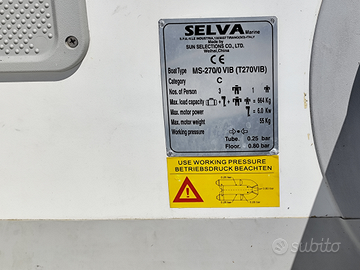 SELVA Marine
Made by
SUN SELECTIONS CO., LTD.
Weihai, China
CE
Boat Type MS-270/0 VIB (T270VIB)
Category C
Nos. of Person 3 1
Max. load capacity = 664 Kg
Max. motor power = 6.0 Kw
Max. motor weight 55 Kg
Working pressure
Tube. 0.25 bar
Floor. 0.80 bar
USE WORKING PRESSURE
BETRIEBSDRUCK BEACHTEN
subito